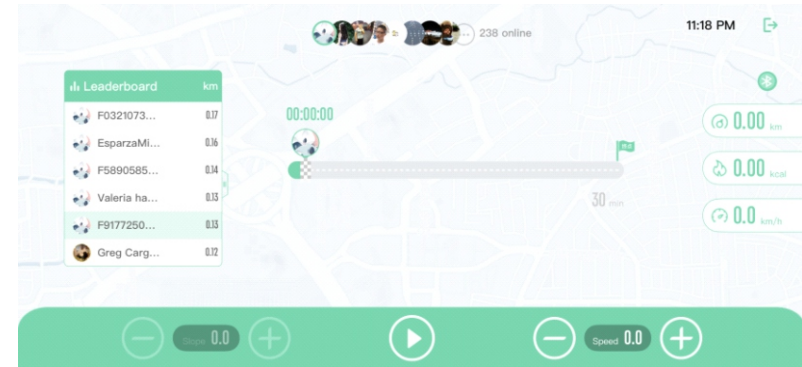 238 online
11:18 PM
Leaderboard km
F0321073... 0.17
EsparzaMi... 0.16
F5890585... 0.14
Valeria ha... 0.13
F9177250... 0.13
Greg Carg... 0.12
00:00:00
30 min
0.00 km
0.00 kcal
0.0 km/h
Slope 0.0
Speed 0.0